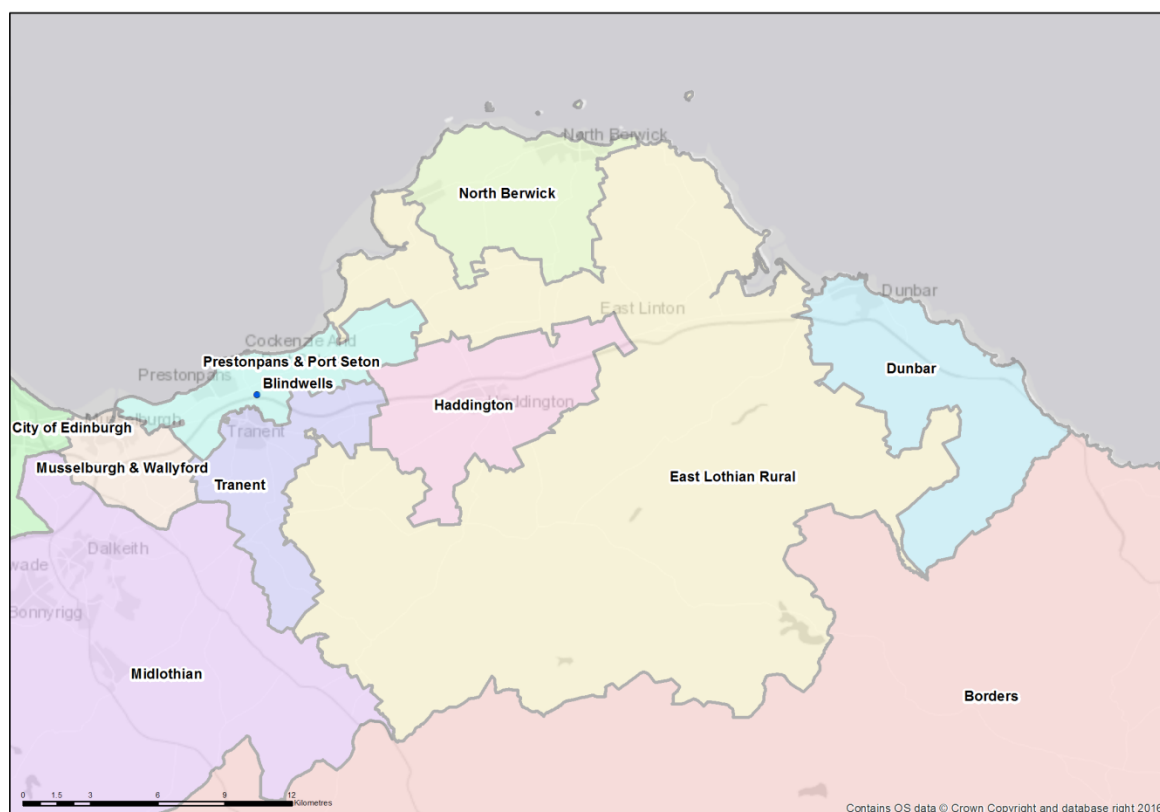 North Berwick
North Berwick
East Linton
Dunbar
Cockenzie And
Prestonpans & Port Seton
Prestonpans
Blindwells
Dunbar
Haddington
Haddington
Musselburgh
City of Edinburgh
Tranent
Musselburgh & Wallyford
Tranent
East Lothian Rural
Dalkeith
wade
Bonnyrigg
Midlothian
Borders
0 1.5 3 6 9 12
Kilometres
Contains OS data © Crown Copyright and database right 2016